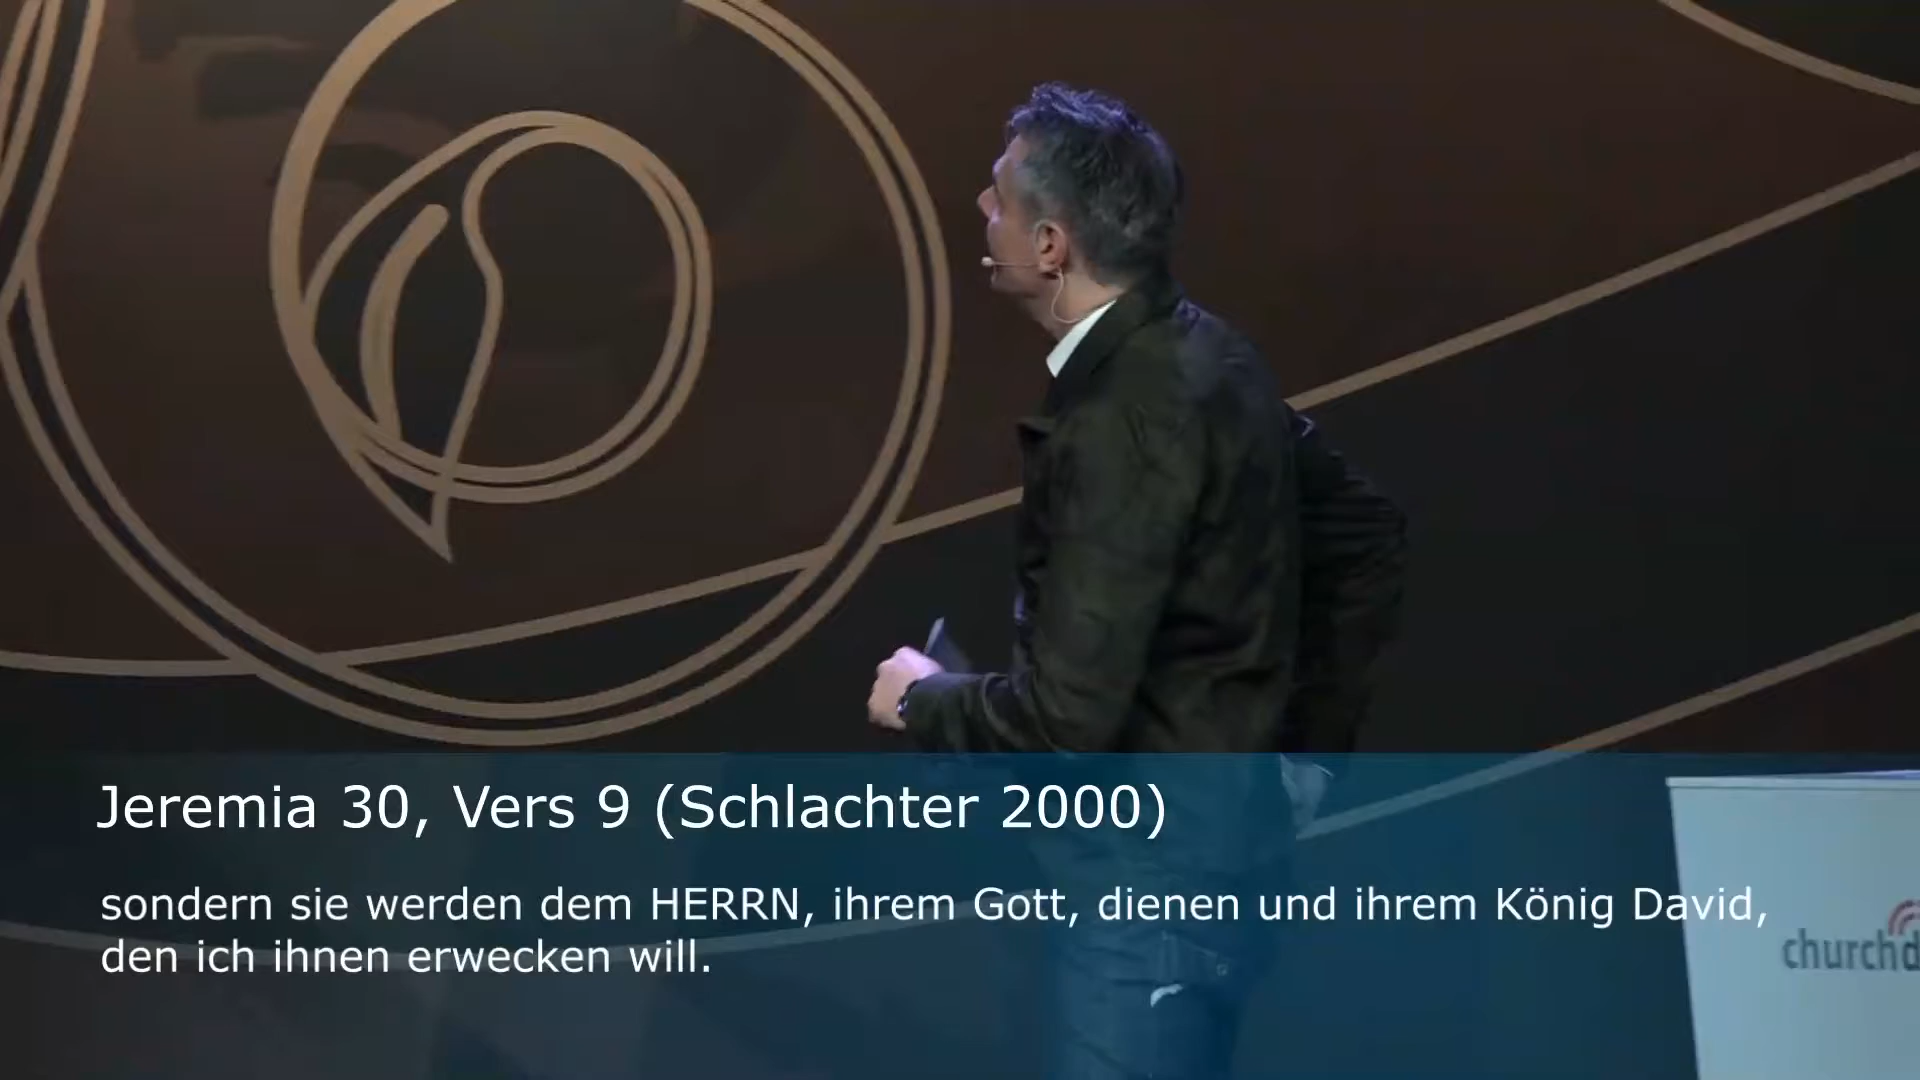 Jeremia 30, Vers 9 (Schlachter 2000)
sondern sie werden dem HERRN, ihrem Gott, dienen und ihrem König David,
den ich ihnen erwecken will.